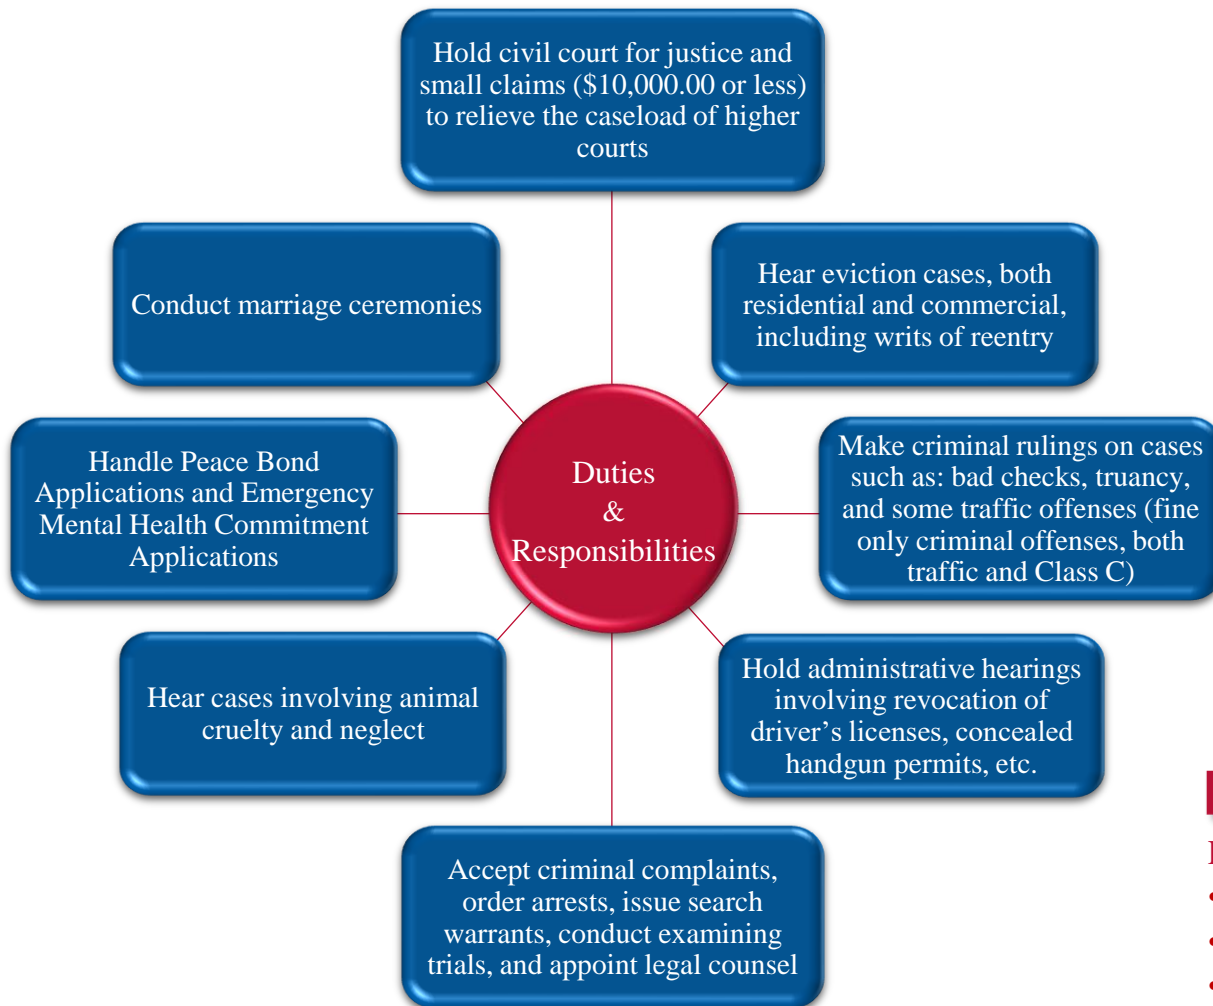 Hold civil court for justice and
small claims ($10,000.00 or less)
to relieve the caseload of higher
courts
Conduct marriage ceremonies
Hear eviction cases, both
residential and commercial,
including writs of reentry
Handle Peace Bond
Applications and Emergency
Mental Health Commitment
Applications
Duties
&
Responsibilities
Make criminal rulings on cases
such as: bad checks, truancy,
and some traffic offenses (fine
only criminal offenses, both
traffic and Class C)
Hear cases involving animal
cruelty and neglect
Hold administrative hearings
involving revocation of
driver’s licenses, concealed
handgun permits, etc.
Accept criminal complaints,
order arrests, issue search
warrants, conduct examining
trials, and appoint legal counsel